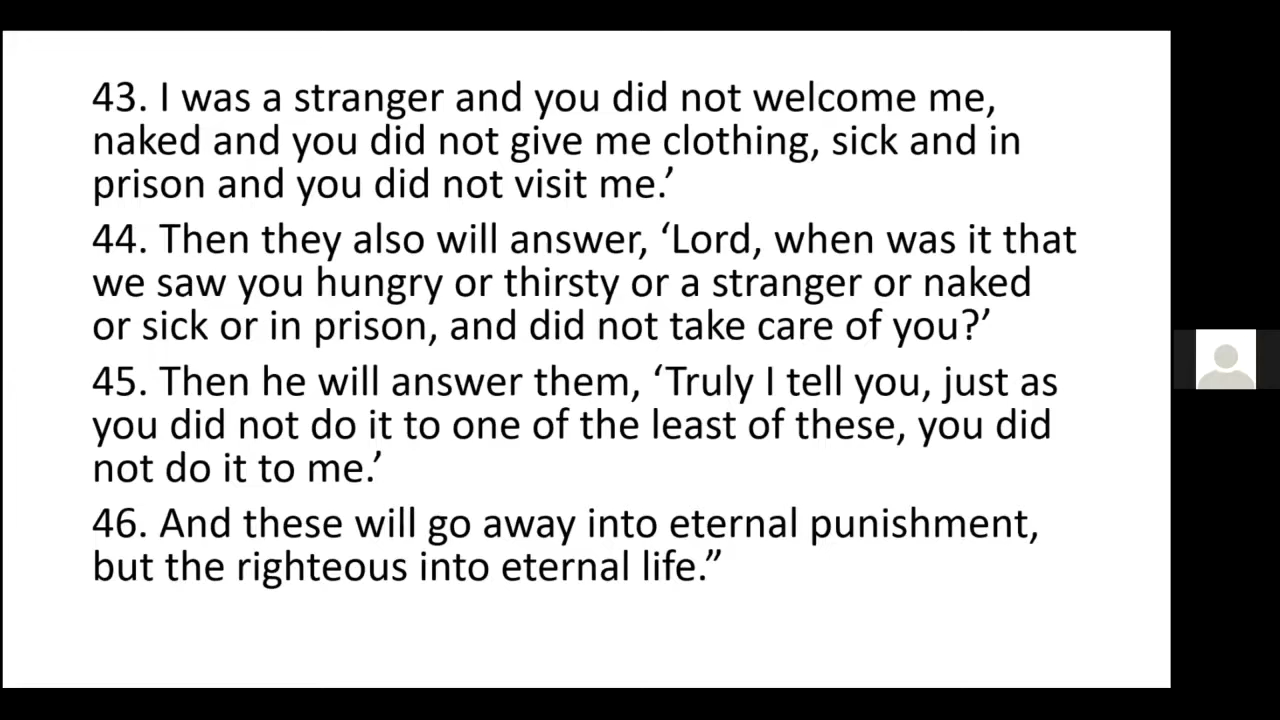 43. I was a stranger and you did not welcome me,
naked and you did not give me clothing, sick and in
prison and you did not visit me.’
44. Then they also will answer, ‘Lord, when was it that
we saw you hungry or thirsty or a stranger or naked
or sick or in prison, and did not take care of you?’
45. Then he will answer them, ‘Truly I tell you, just as
you did not do it to one of the least of these, you did
not do it to me.’
46. And these will go away into eternal punishment,
but the righteous into eternal life.”